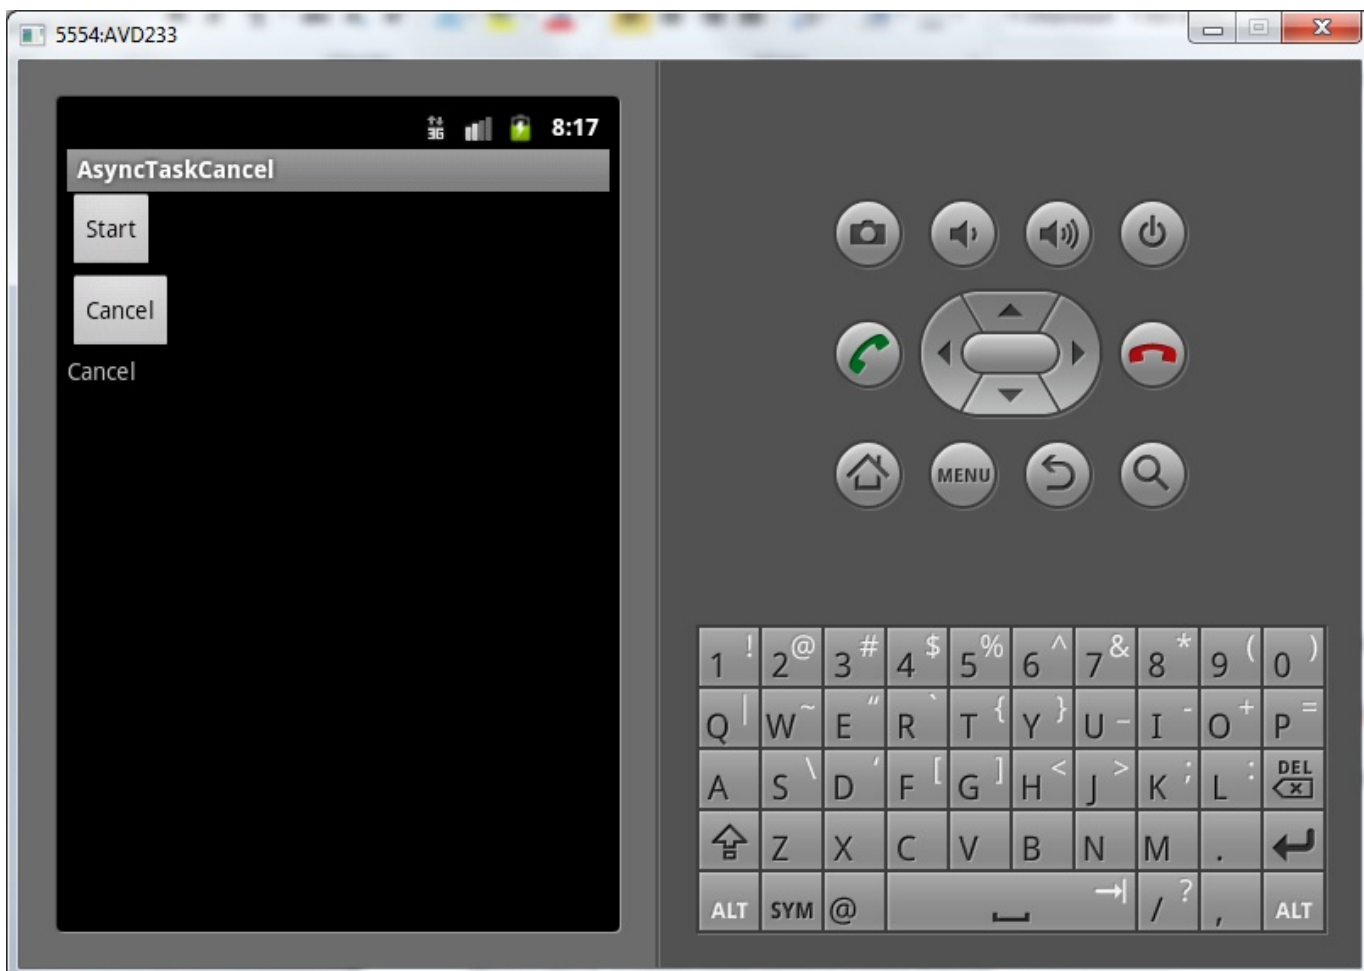 5554:AVD233
3G 8:17
AsyncTaskCancel
Start
Cancel
Cancel
MENU
1 ! 2 @ 3 # 4 $ 5 % 6 ^ 7 & 8 * 9 ( 0 )
Q | W ~ E " R ` T { Y } U _ I - O + P =
A S \ D ' F [ G ] H < J > K ; L : DEL
Z X C V B N M .
ALT SYM @ / ? , ALT